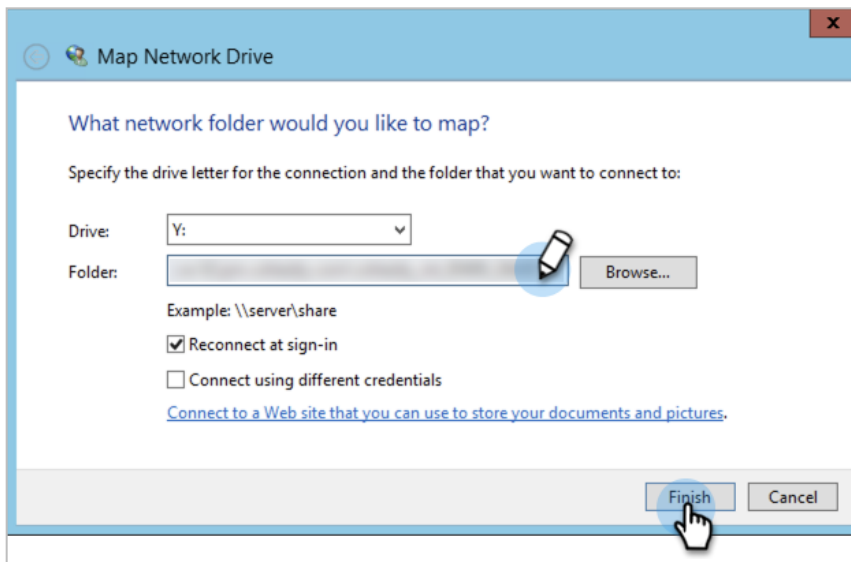 x
Map Network Drive
What network folder would you like to map?
Specify the drive letter for the connection and the folder that you want to connect to:
Drive: Y:
Folder: Browse...
Example: \\server\share
Reconnect at sign-in
Connect using different credentials
Connect to a Web site that you can use to store your documents and pictures.
Finish Cancel